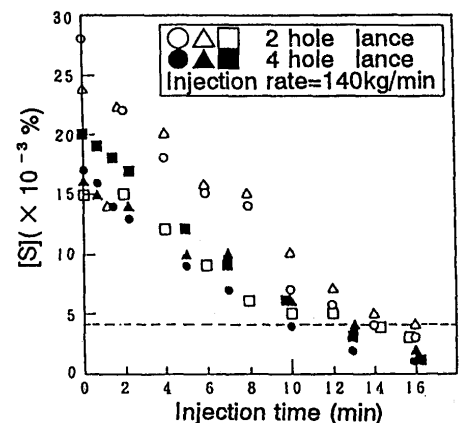 30
25
20
15
10
5
0
[S]( × 10⁻³ %)
2 hole lance
4 hole lance
Injection rate=140kg/min
0 2 4 6 8 10 12 14 16
Injection time (min)